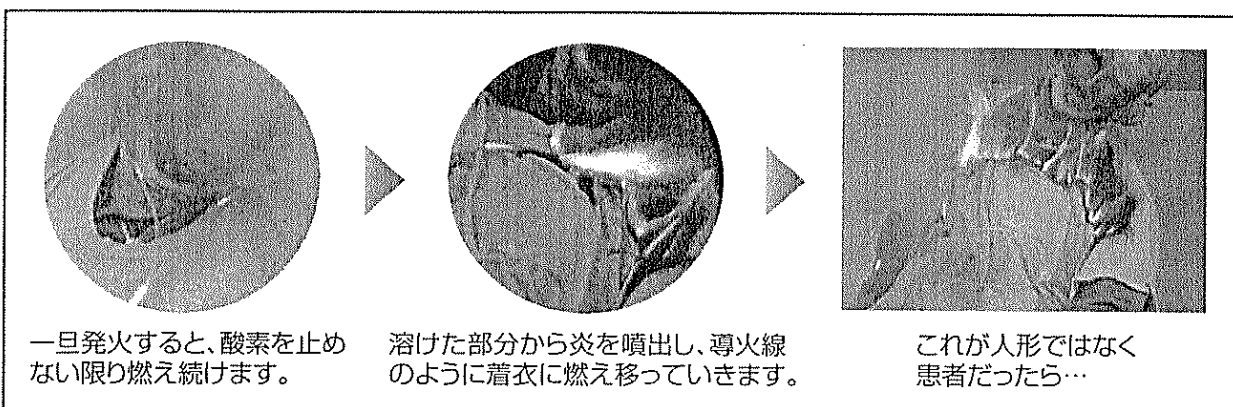 一旦発火すると、酸素を止め
ない限り燃え続けます。
溶けた部分から炎を噴出し、導火線
のように着衣に燃え移っていきます。
これが人形ではなく
患者だったら…